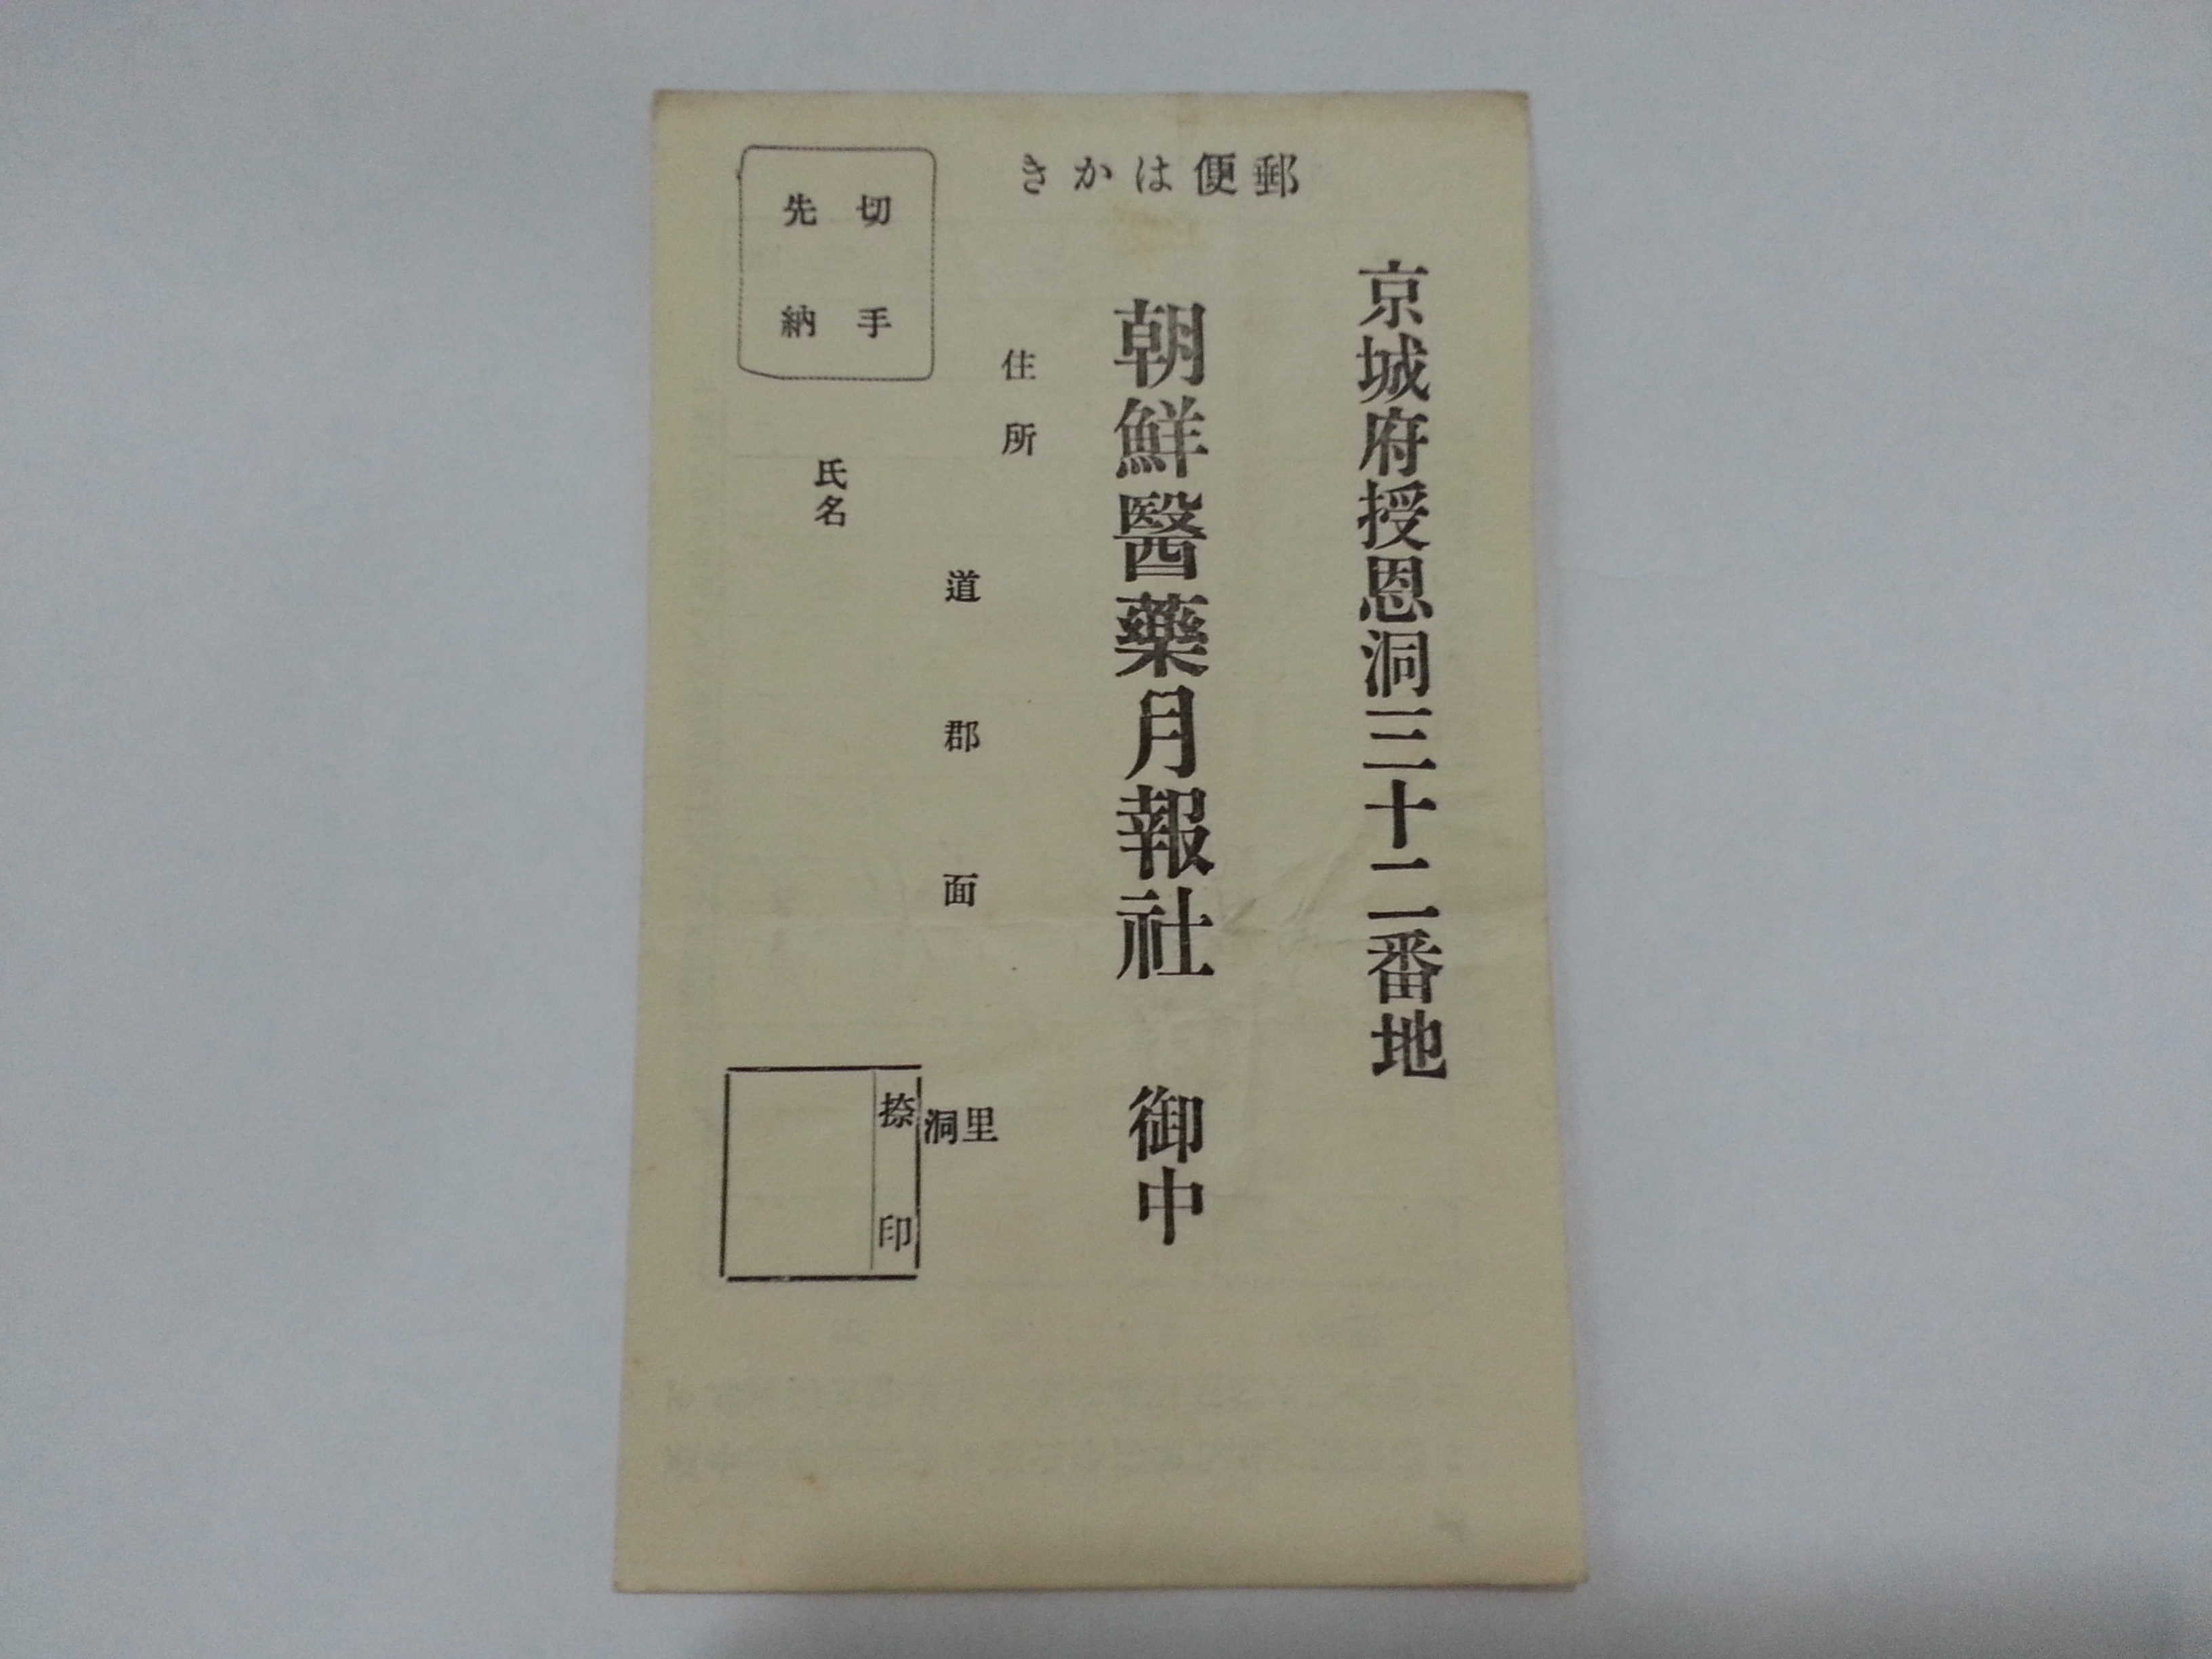 郵便はかき
京城府授恩洞三十二番地
朝鮮醫藥月報社 御中
住所
道 郡 面 里洞
氏名
切手
先納
捺印